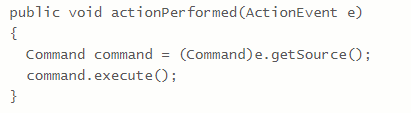 public void actionPerformed(ActionEvent e)
{
  Command command = (Command)e.getSource();
  command.execute();
}